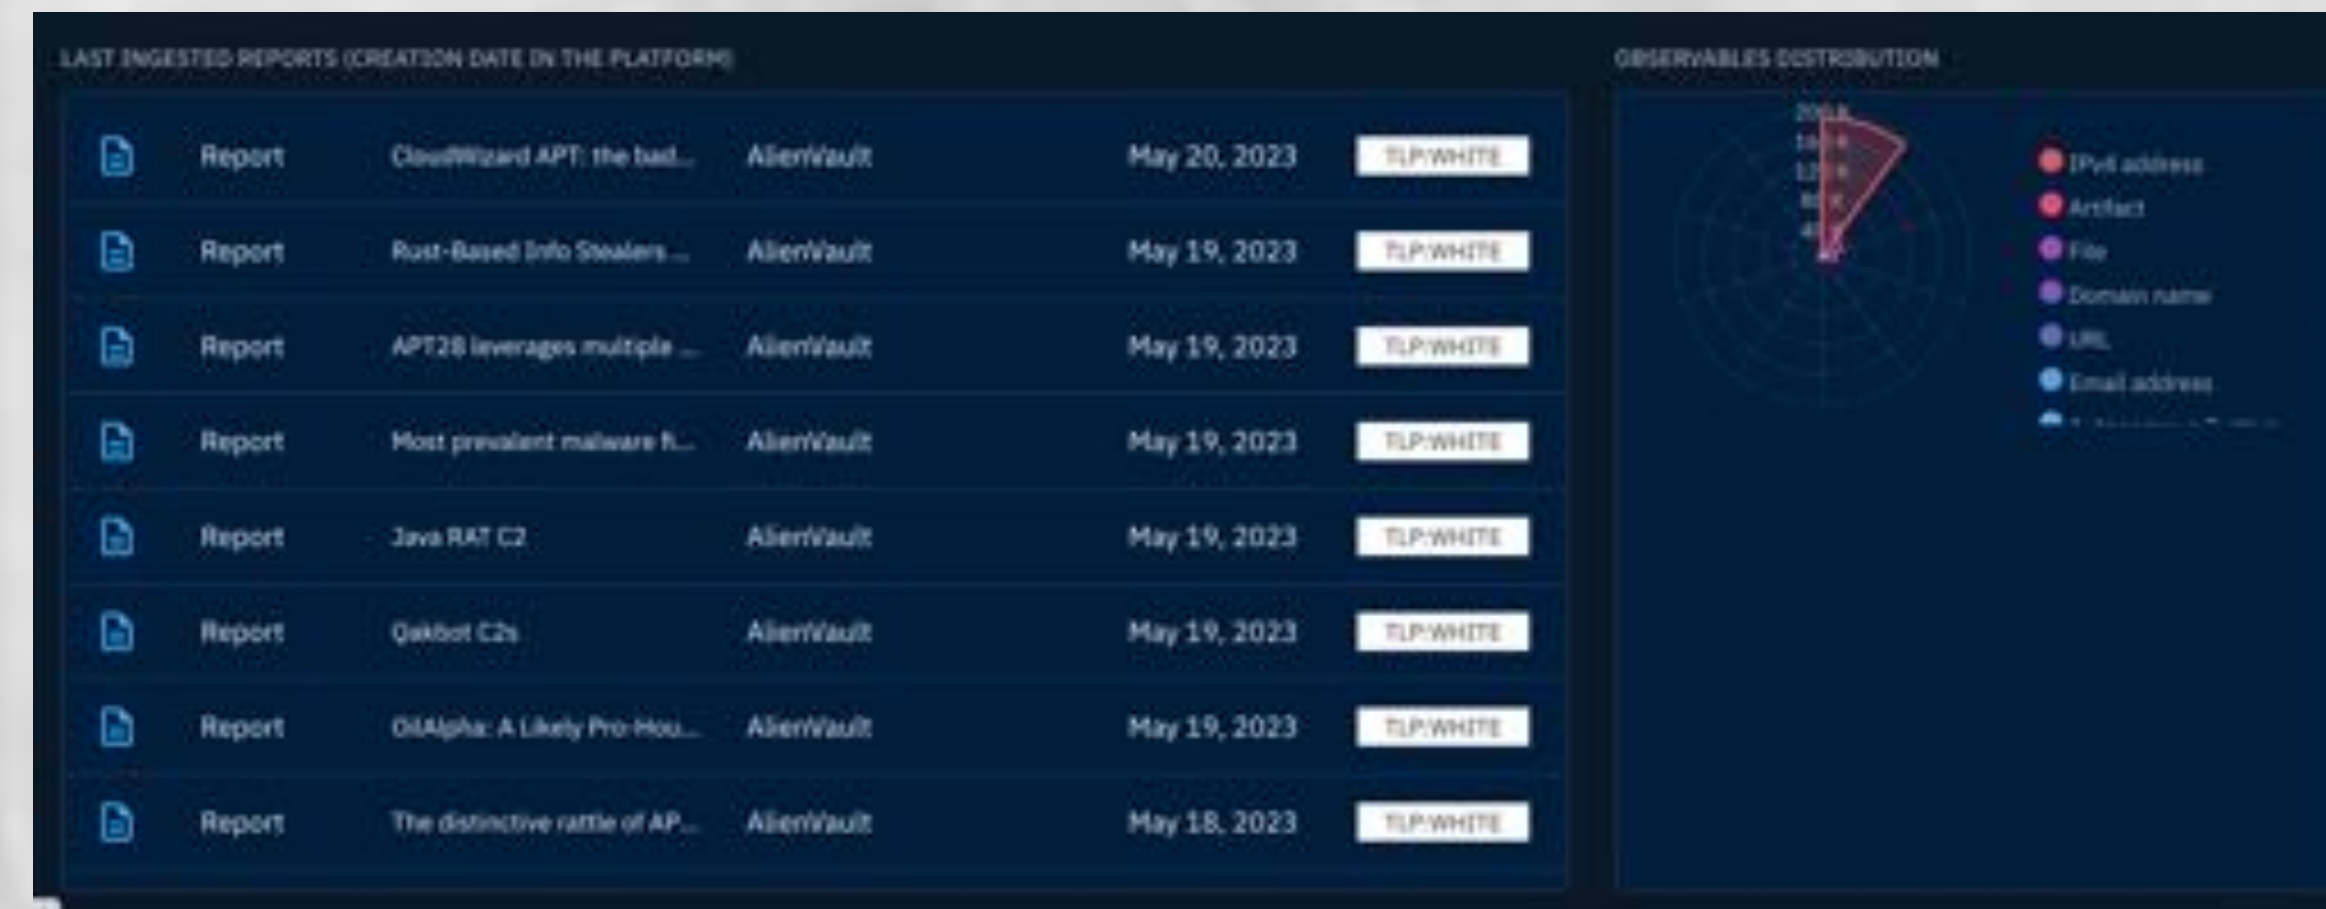 LAST INGESTED REPORTS (CREATION DATE IN THE PLATFORM)
Report CloudWizard APT: the bad... AlienVault May 20, 2023 TLP:WHITE
Report Rust-Based Info Stealers ... AlienVault May 19, 2023 TLP:WHITE
Report APT28 leverages multiple ... AlienVault May 19, 2023 TLP:WHITE
Report Most prevalent malware fi... AlienVault May 19, 2023 TLP:WHITE
Report Java RAT C2 AlienVault May 19, 2023 TLP:WHITE
Report Qakbot C2s AlienVault May 19, 2023 TLP:WHITE
Report OilAlpha: A Likely Pro-Hou... AlienVault May 19, 2023 TLP:WHITE
Report The distinctive rattle of AP... AlienVault May 18, 2023 TLP:WHITE
OBSERVABLES DISTRIBUTION
IPv4 address
Artifact
File
Domain name
URL
Email address